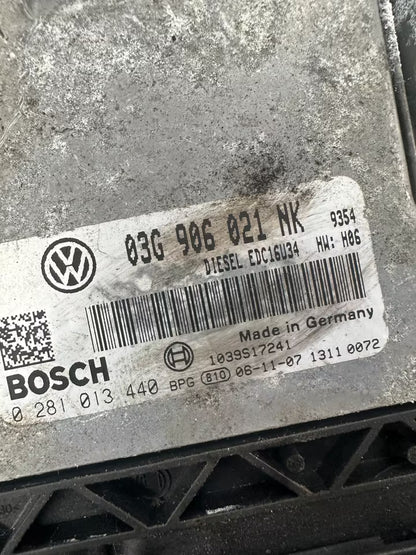 03G 906 021 NK 9354
DIESEL EDC16U34 HW: H06
Made in Germany
BOSCH 1039S17241
0 281 013 440 BPG 810 06-11-07 1311 0072